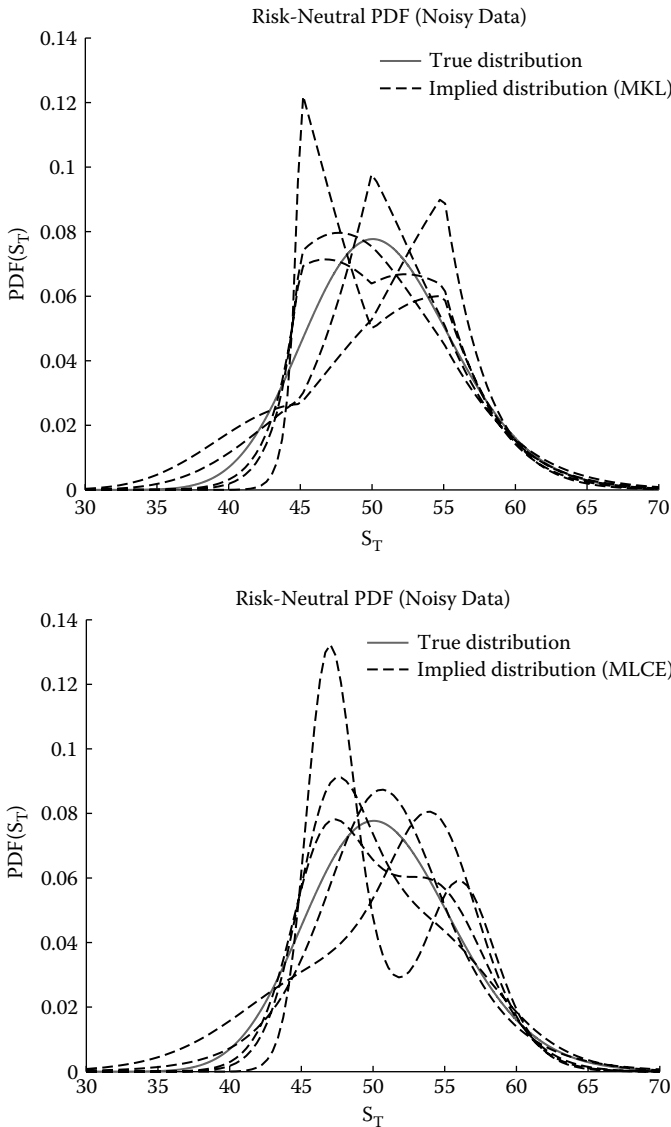 Risk-Neutral PDF (Noisy Data)
0.14
True distribution
Implied distribution (MKL)
0.12
0.1
0.08
PDF(S_T)
0.06
0.04
0.02
0
30 35 40 45 50 55 60 65 70
S_T
Risk-Neutral PDF (Noisy Data)
0.14
True distribution
Implied distribution (MLCE)
0.12
0.1
0.08
PDF(S_T)
0.06
0.04
0.02
0
30 35 40 45 50 55 60 65 70
S_T